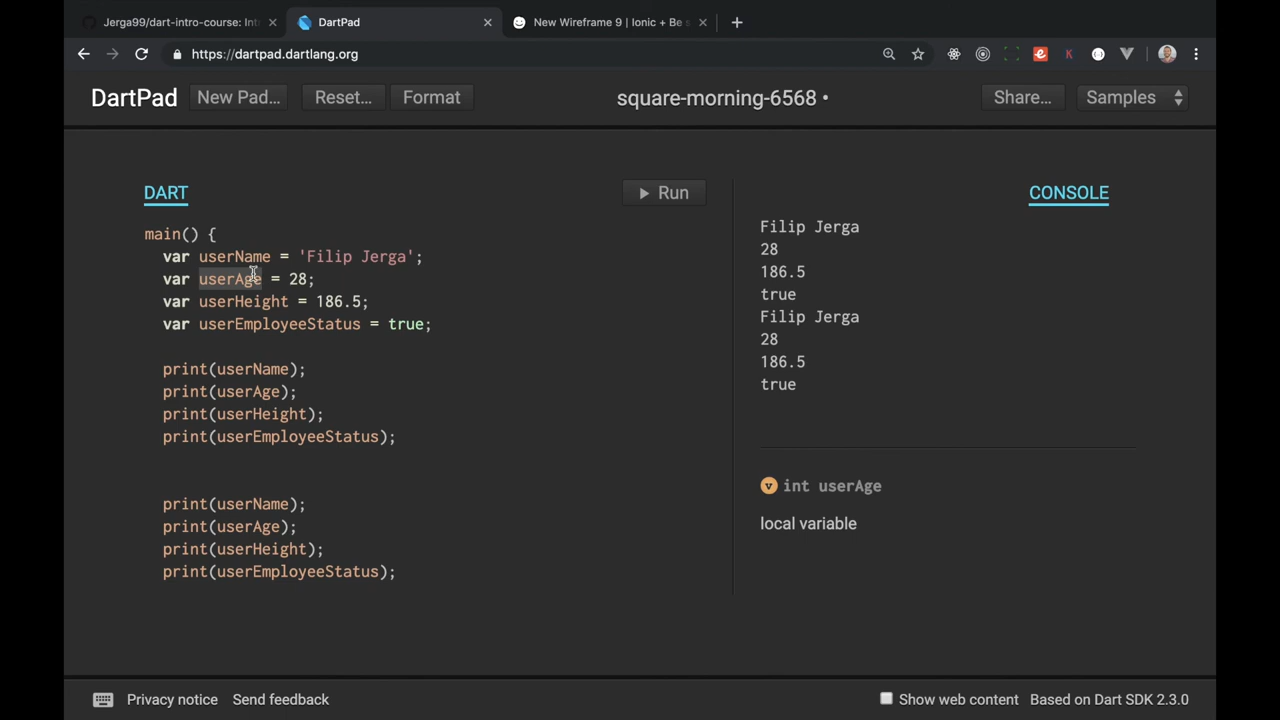 Jerga99/dart-intro-course: Int
DartPad
New Wireframe 9 | Ionic + Be s
https://dartpad.dartlang.org
DartPad
New Pad...
Reset...
Format
square-morning-6568 •
Share...
Samples
DART
Run
CONSOLE
main() {
var userName = 'Filip Jerga';
var userAge = 28;
var userHeight = 186.5;
var userEmployeeStatus = true;
print(userName);
print(userAge);
print(userHeight);
print(userEmployeeStatus);
print(userName);
print(userAge);
print(userHeight);
print(userEmployeeStatus);
Filip Jerga
28
186.5
true
Filip Jerga
28
186.5
true
v int userAge
local variable
Privacy notice
Send feedback
Show web content
Based on Dart SDK 2.3.0